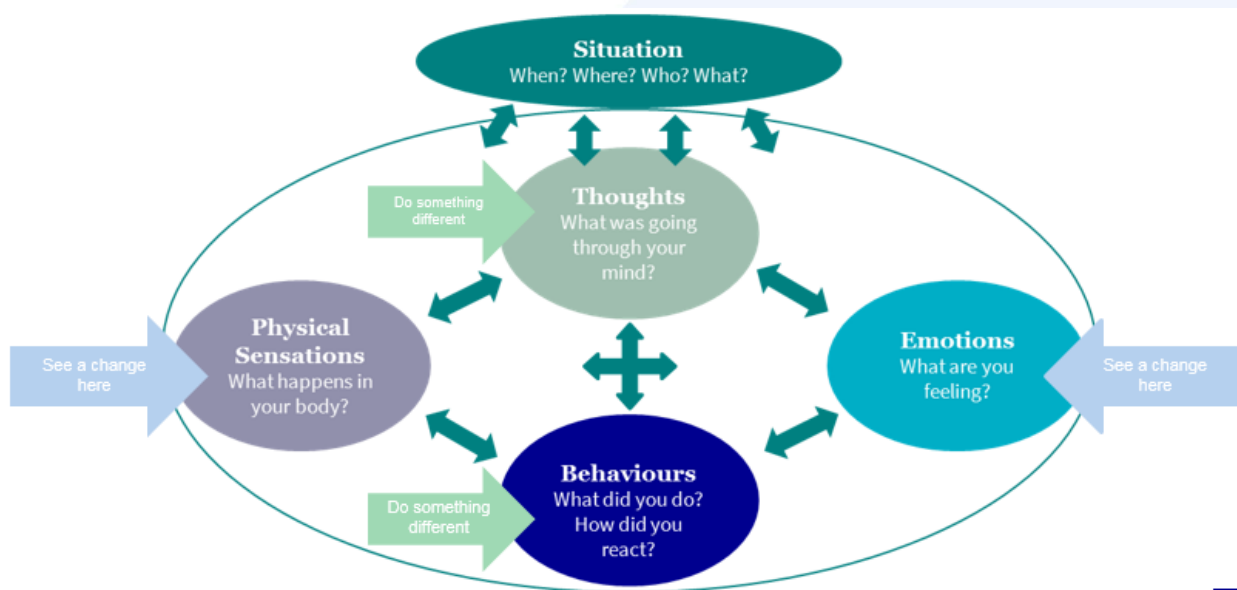 Situation
When? Where? Who? What?
Do something
different
Thoughts
What was going
through your
mind?
Physical
Sensations
What happens in
your body?
See a change
here
Emotions
What are you
feeling?
See a change
here
Behaviours
What did you do?
How did you
react?
Do something
different